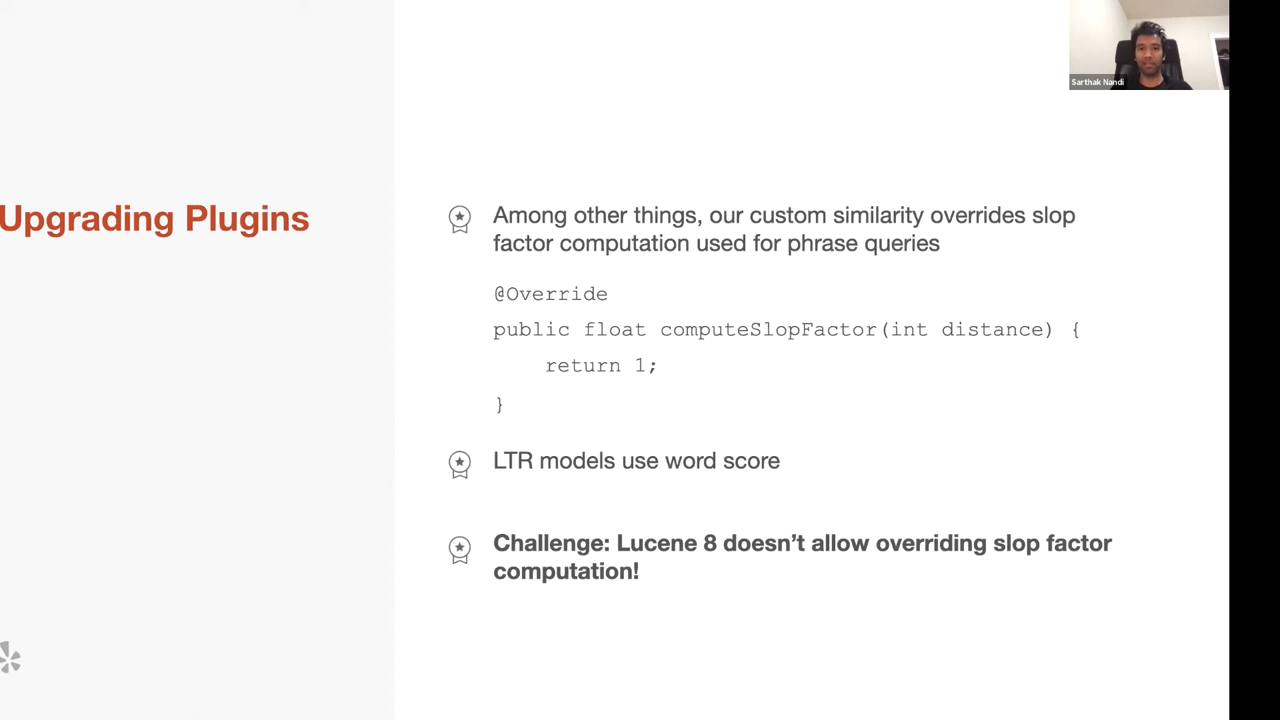 Sarthak Nandi
Upgrading Plugins
Among other things, our custom similarity overrides slop
factor computation used for phrase queries
@Override
public float computeSlopFactor(int distance) {
return 1;
}
LTR models use word score
Challenge: Lucene 8 doesn’t allow overriding slop factor
computation!